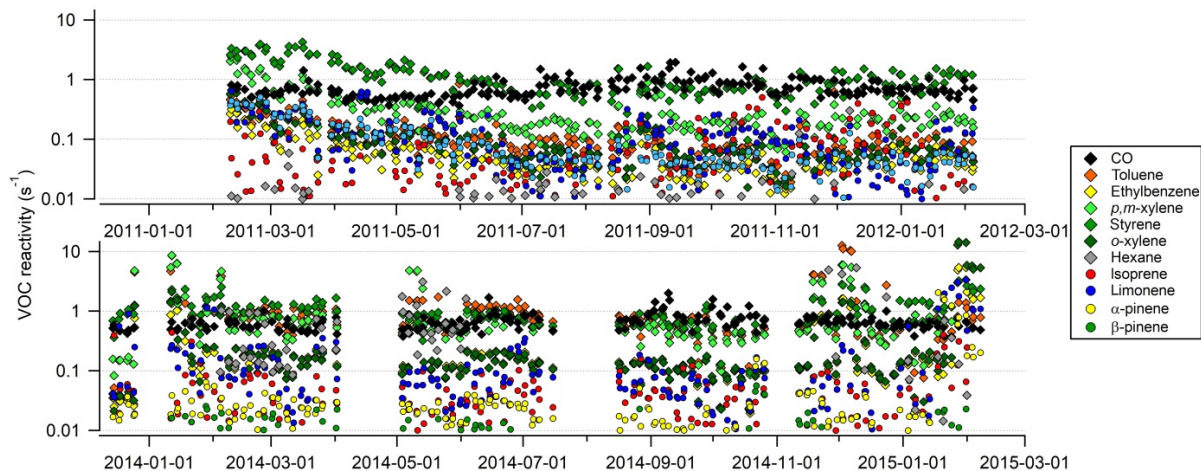 10
1
0.1
0.01
2011-01-01 2011-03-01 2011-05-01 2011-07-01 2011-09-01 2011-11-01 2012-01-01 2012-03-01
VOC reactivity (s⁻¹)
10
1
0.1
0.01
2014-01-01 2014-03-01 2014-05-01 2014-07-01 2014-09-01 2014-11-01 2015-01-01 2015-03-01
CO
Toluene
Ethylbenzene
p,m-xylene
Styrene
o-xylene
Hexane
Isoprene
Limonene
α-pinene
β-pinene